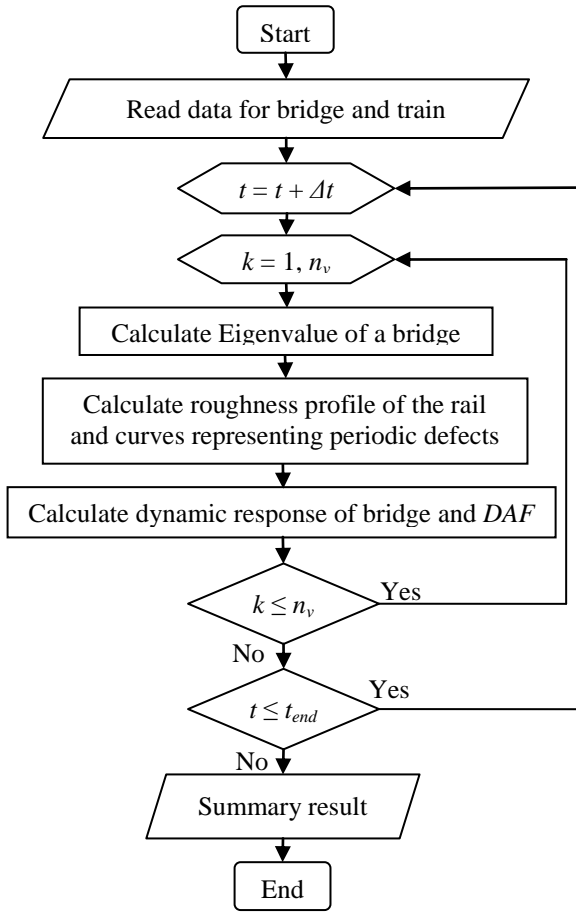 Start
Read data for bridge and train
t = t + Δt
k = 1, nᵥ
Calculate Eigenvalue of a bridge
Calculate roughness profile of the rail
and curves representing periodic defects
Calculate dynamic response of bridge and DAF
k ≤ nᵥ
Yes
No
t ≤ t_end
Yes
No
Summary result
End